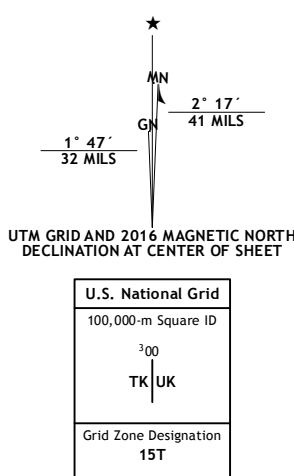 ★
MN
GN
2° 17´
41 MILS
1° 47´
32 MILS
UTM GRID AND 2016 MAGNETIC NORTH
DECLINATION AT CENTER OF SHEET
U.S. National Grid
100,000-m Square ID
³00
TK UK
Grid Zone Designation
15T